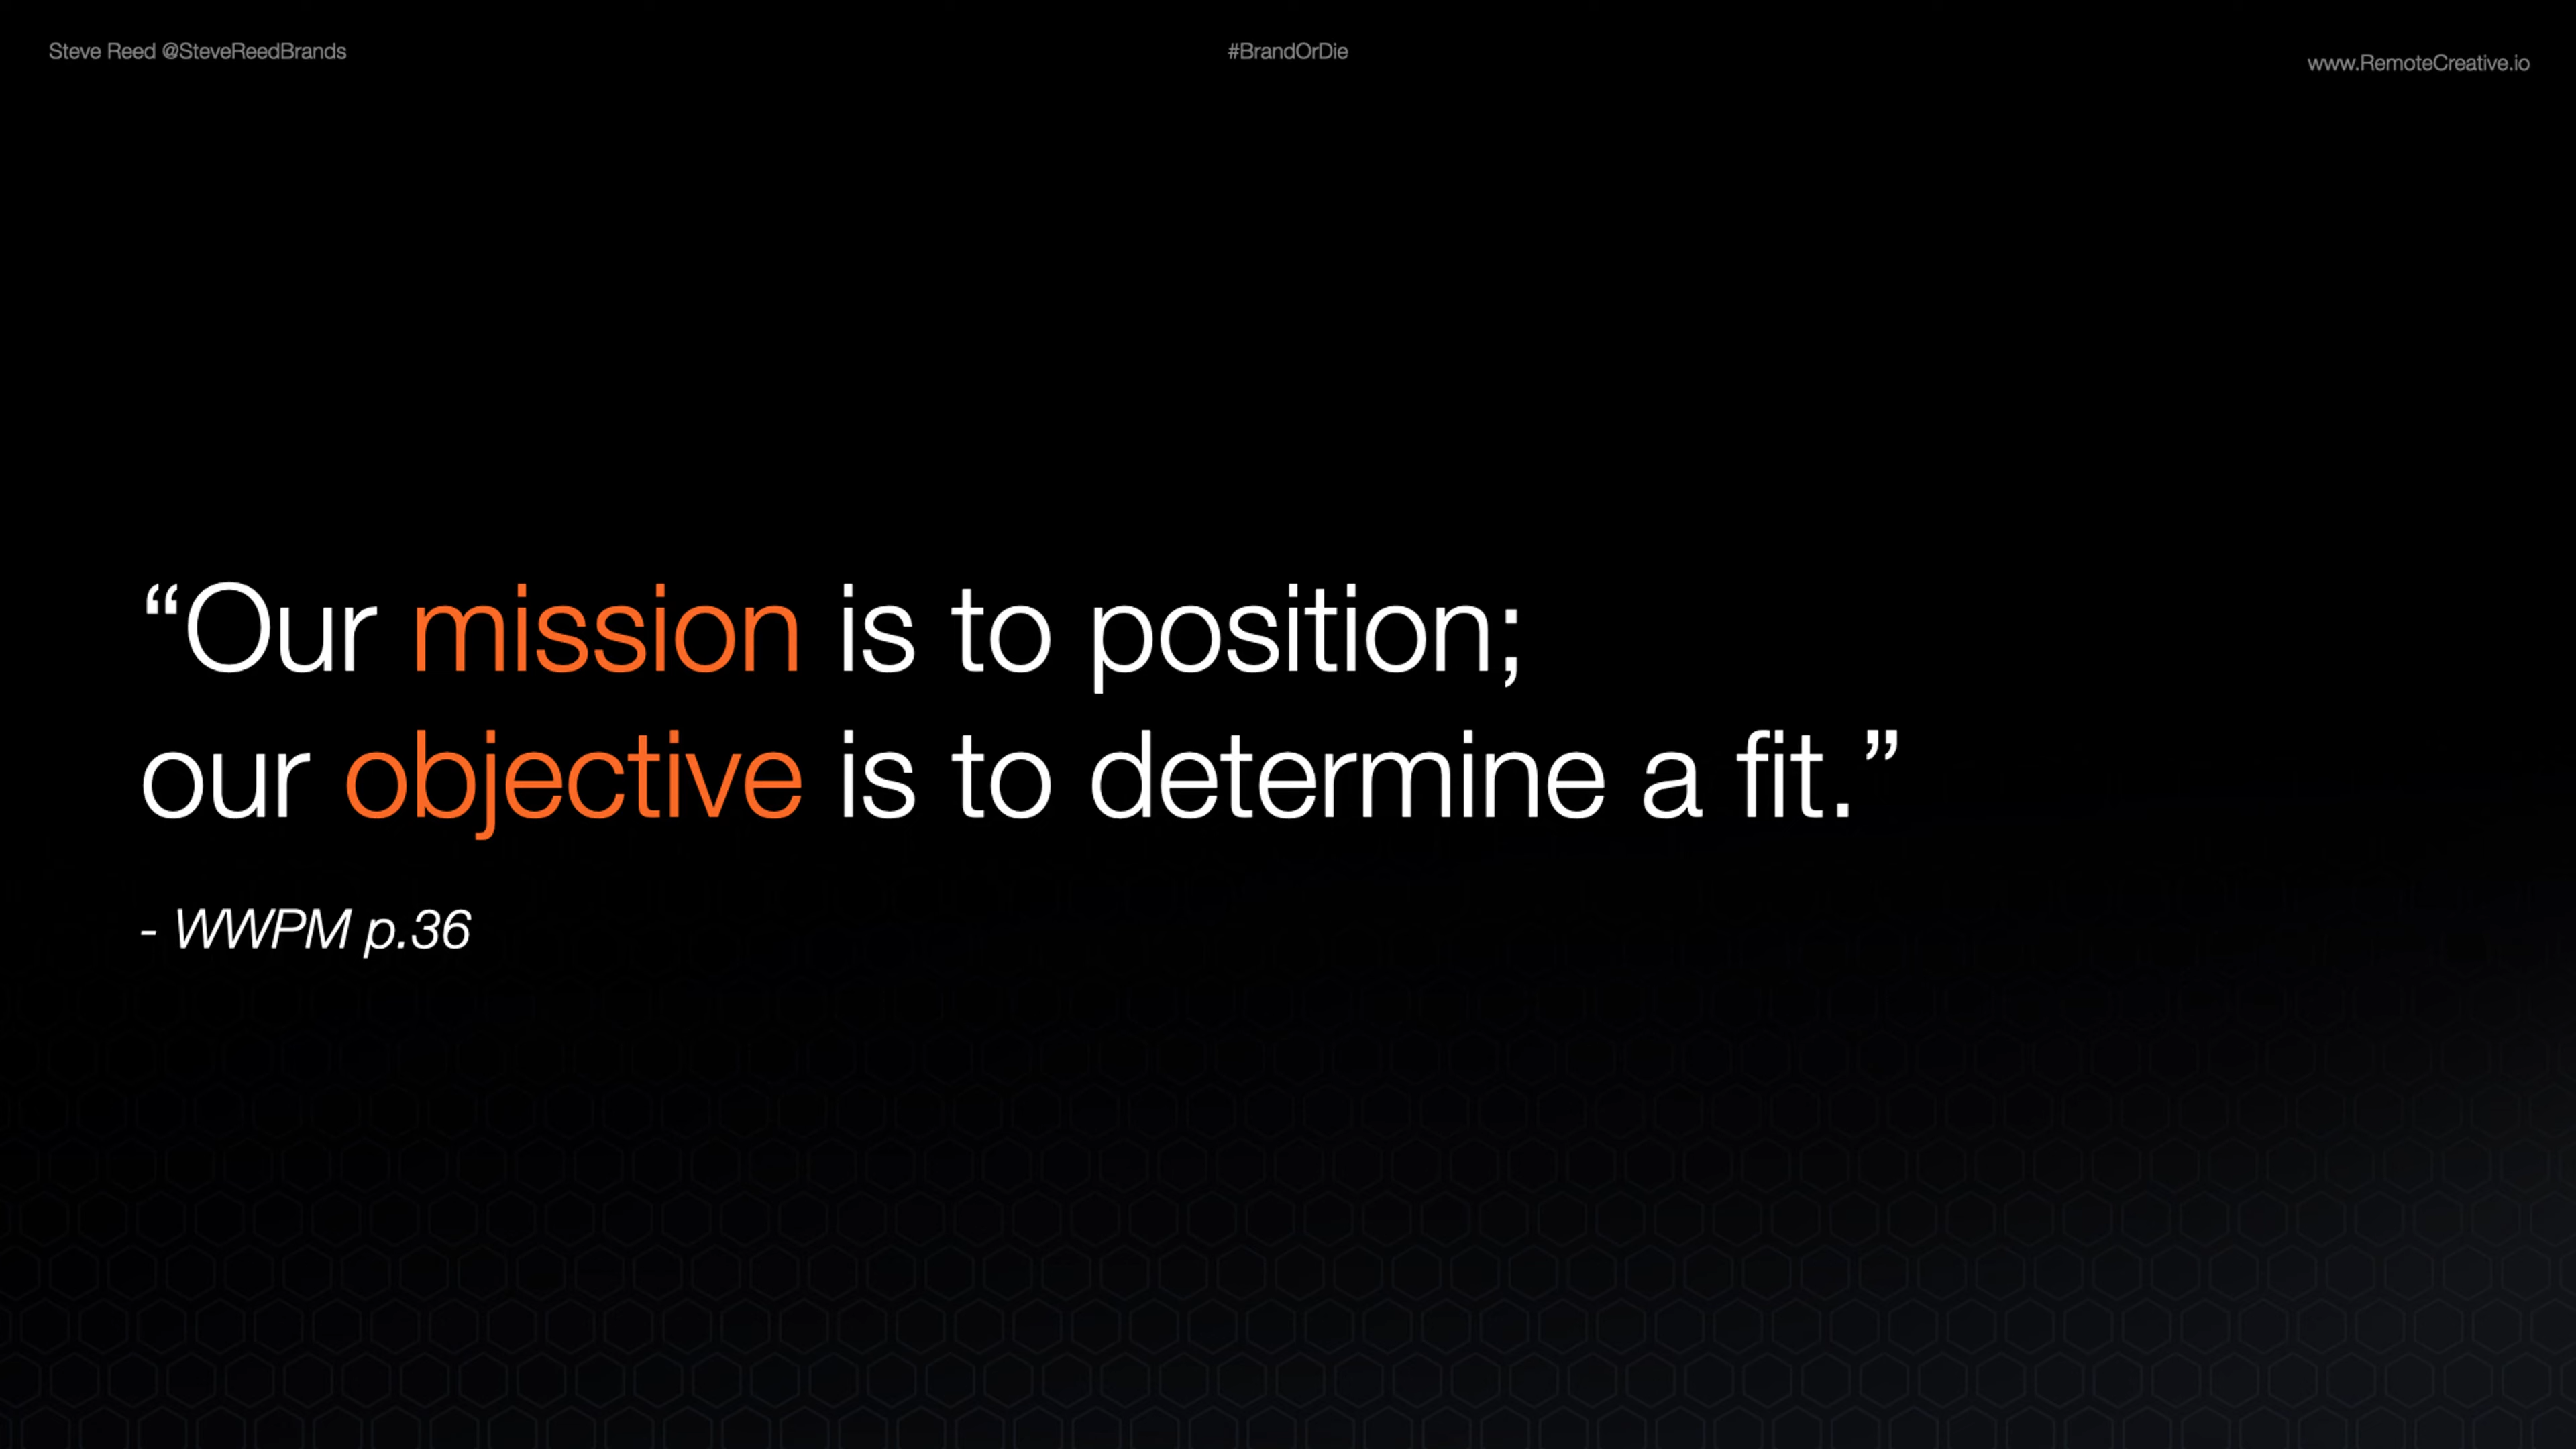 Steve Reed @SteveReedBrands
#BrandOrDie
www.RemoteCreative.io
“Our mission is to position;
our objective is to determine a fit.”
- WWPM p.36